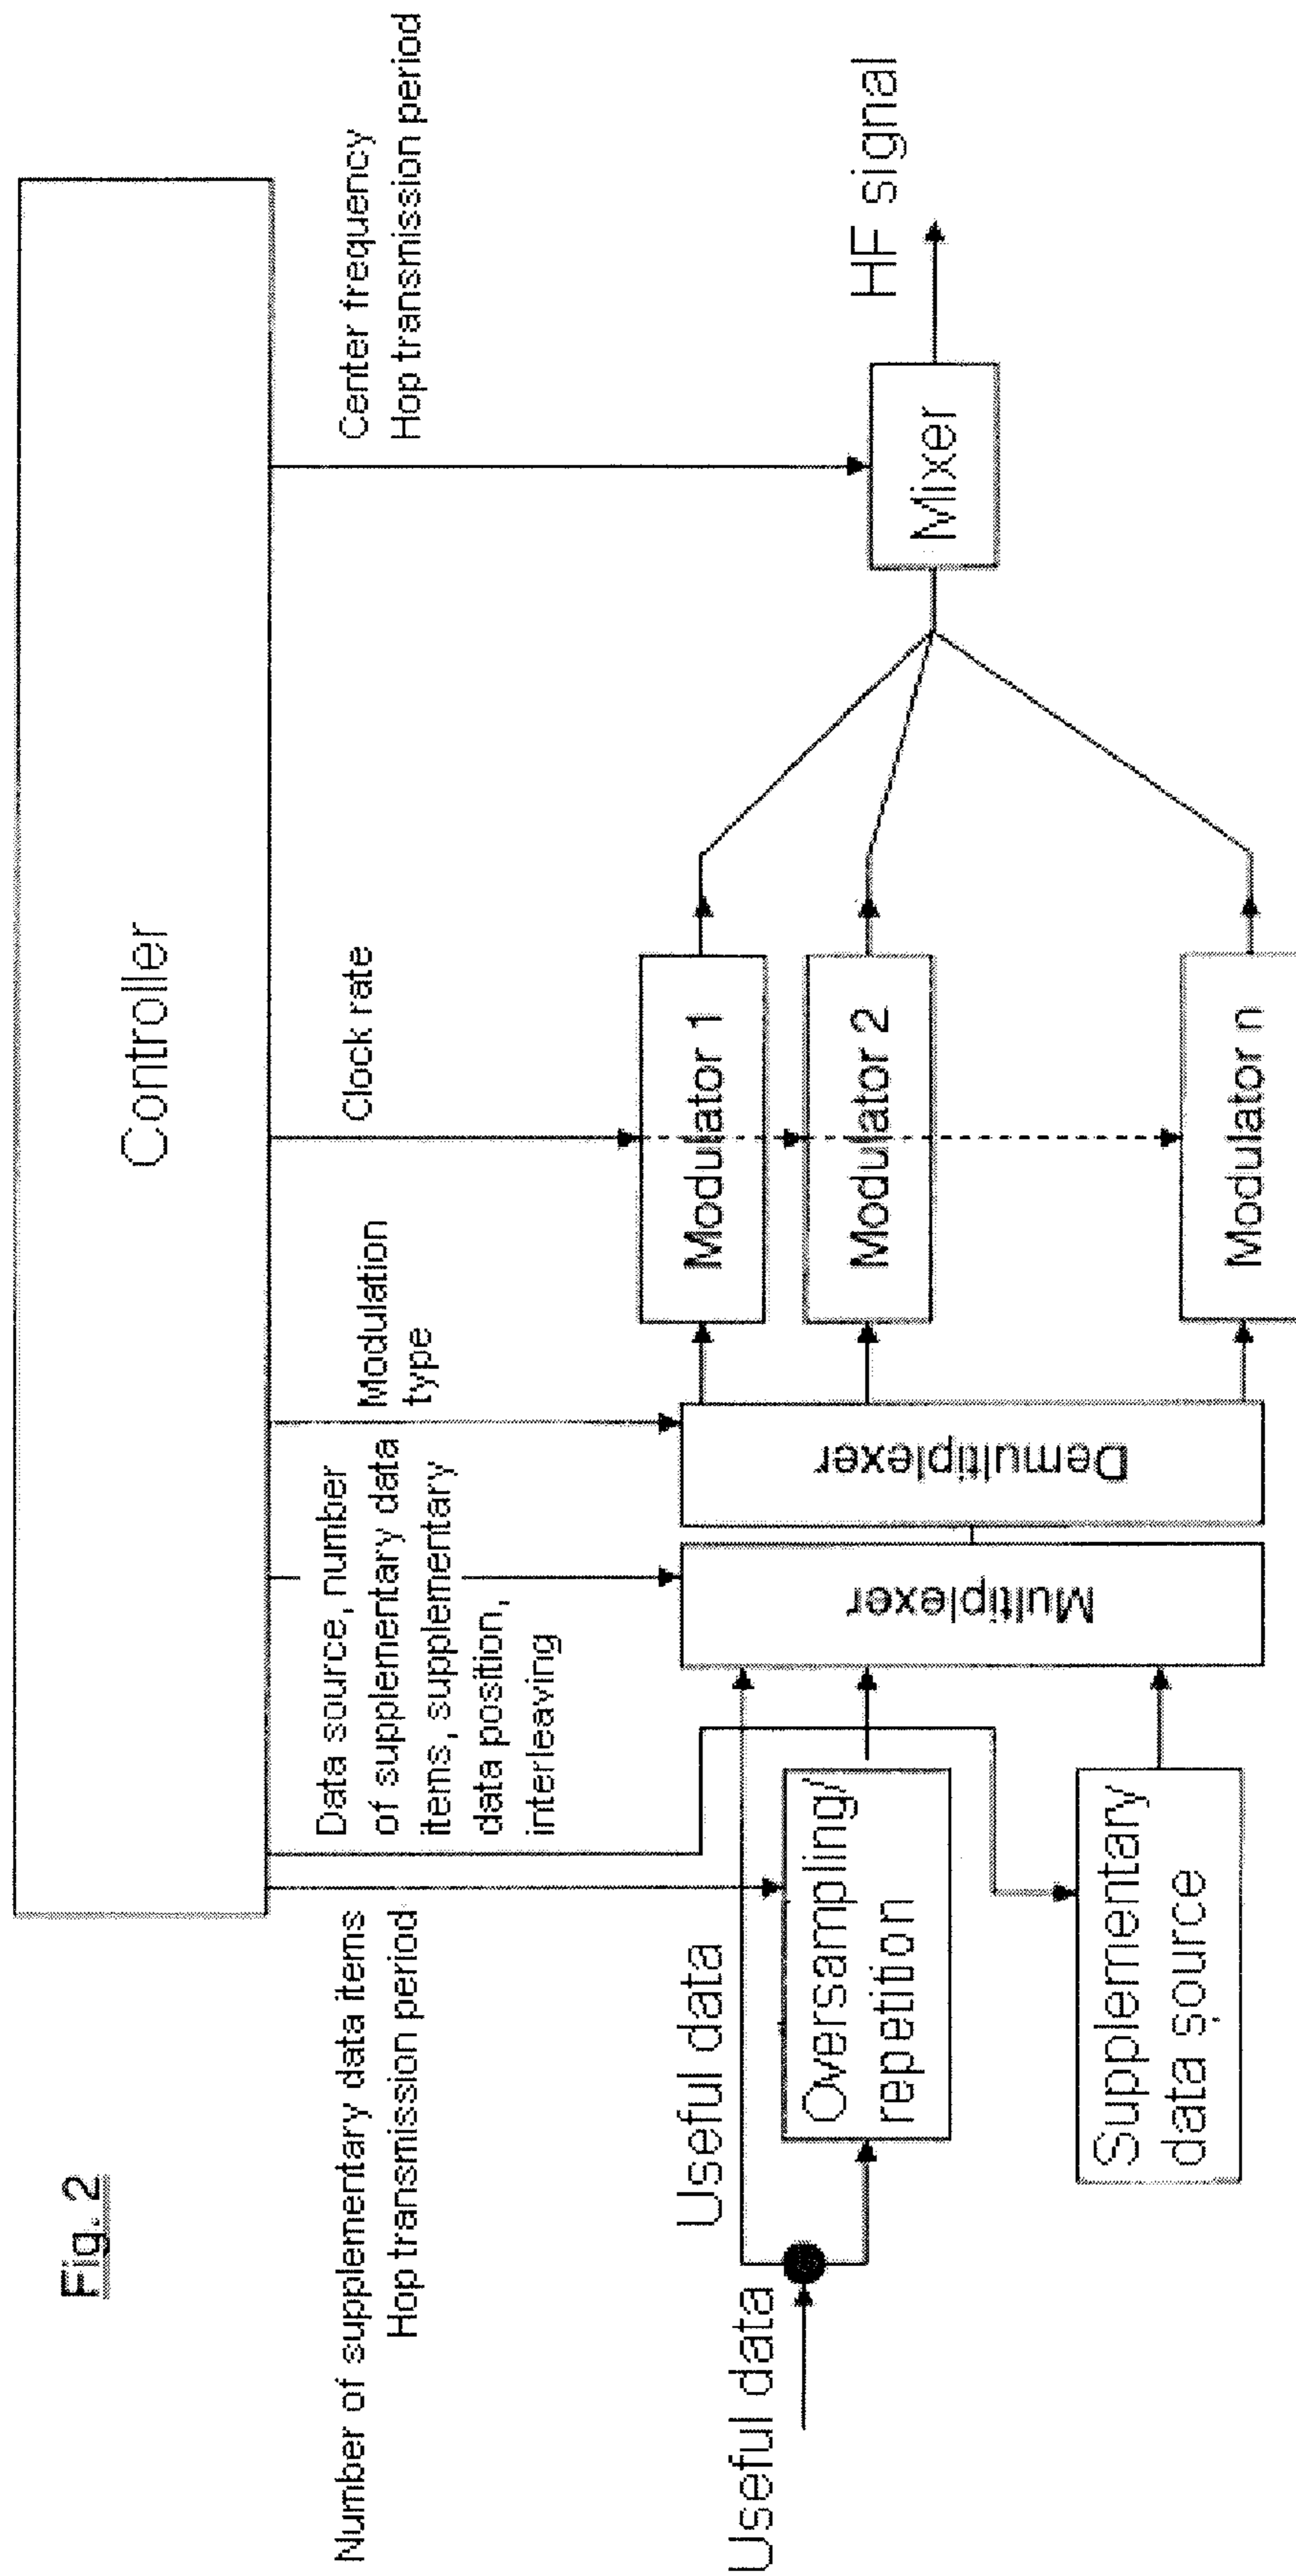 Fig. 2
Controller
Number of supplementary data items
Hop transmission period
Data source, number
of supplementary data
items, supplementary
data position,
interleaving
Modulation
type
Clock rate
Center frequency
Hop transmission period
Useful data
Useful data
Oversampling/
repetition
Supplementary
data source
Multiplexer
Demultiplexer
Modulator 1
Modulator 2
Modulator n
Mixer
HF signal